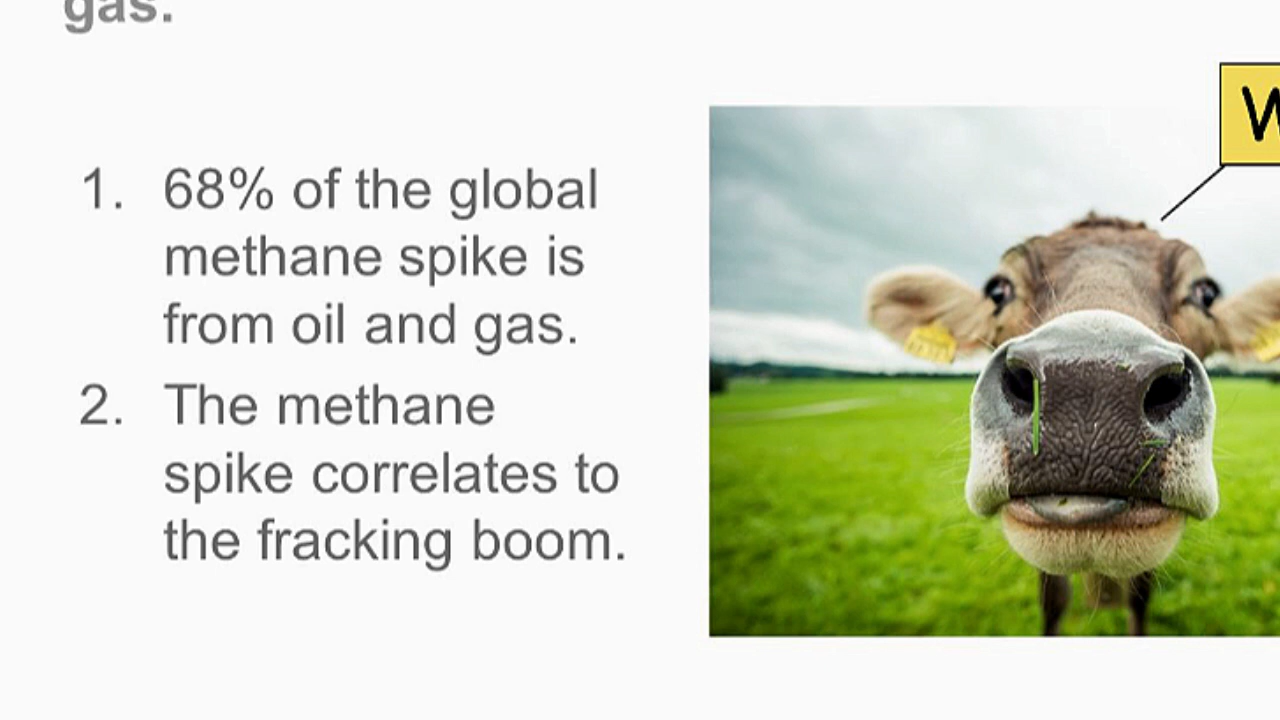 gas.
W
1. 68% of the global
methane spike is
from oil and gas.
2. The methane
spike correlates to
the fracking boom.